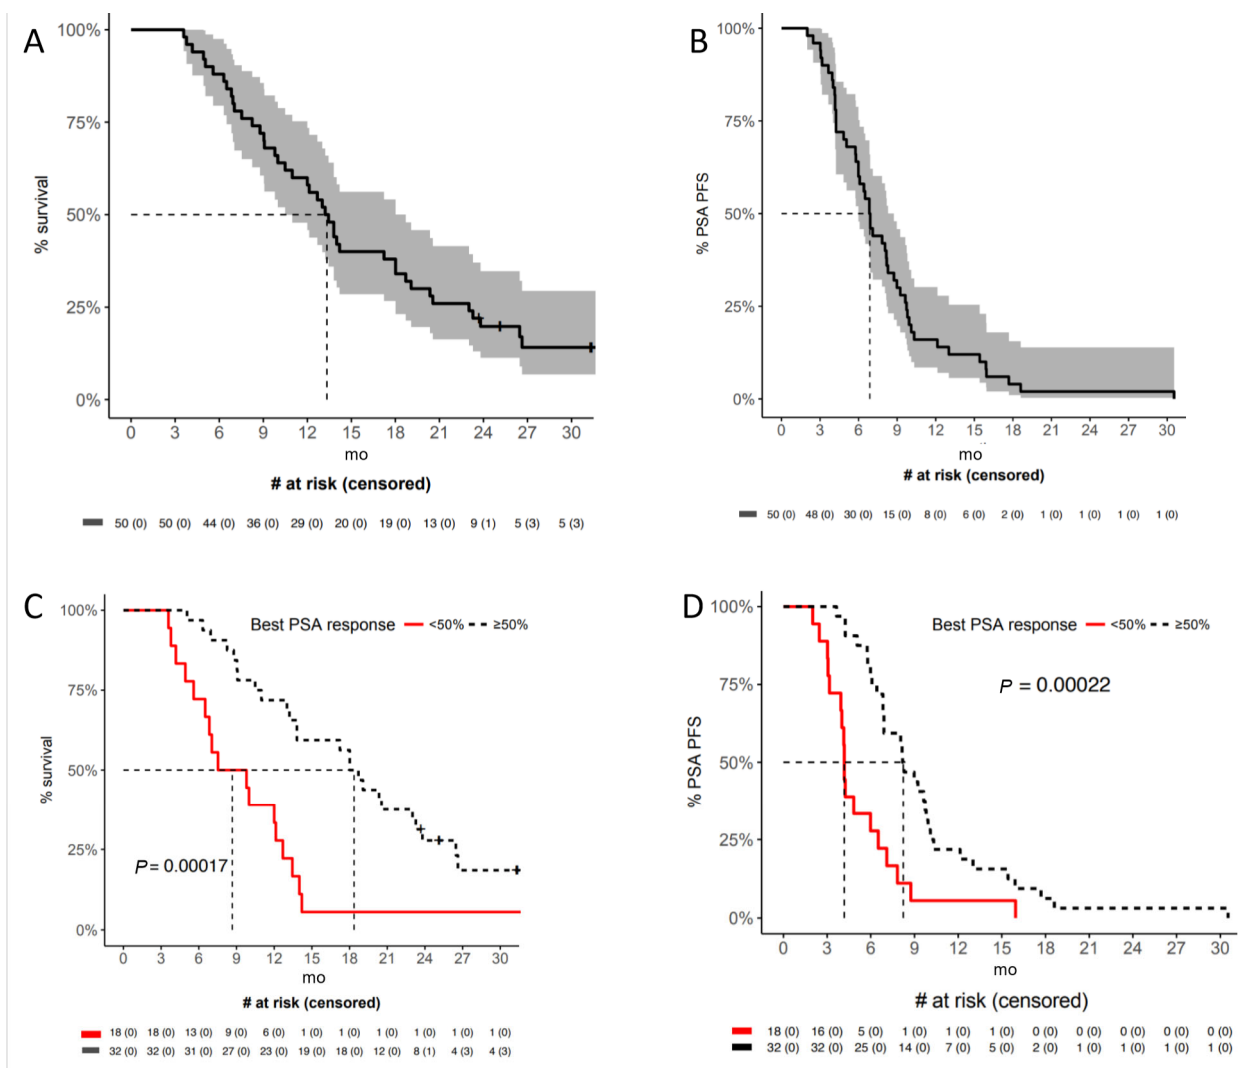 A
100%
75%
50%
25%
0%
% survival
0 3 6 9 12 15 18 21 24 27 30
mo
# at risk (censored)
50 (0) 50 (0) 44 (0) 36 (0) 29 (0) 20 (0) 19 (0) 13 (0) 9 (1) 5 (3) 5 (3)
B
100%
75%
50%
25%
0%
% PSA PFS
0 3 6 9 12 15 18 21 24 27 30
mo
# at risk (censored)
50 (0) 48 (0) 30 (0) 15 (0) 8 (0) 6 (0) 2 (0) 1 (0) 1 (0) 1 (0) 1 (0)
C
Best PSA response <50% ≥50%
100%
75%
50%
25%
0%
% survival
P = 0.00017
0 3 6 9 12 15 18 21 24 27 30
mo
# at risk (censored)
18 (0) 18 (0) 13 (0) 9 (0) 6 (0) 1 (0) 1 (0) 1 (0) 1 (0) 1 (0) 1 (0)
32 (0) 32 (0) 31 (0) 27 (0) 23 (0) 19 (0) 18 (0) 12 (0) 8 (1) 4 (3) 4 (3)
D
Best PSA response <50% ≥50%
P = 0.00022
100%
75%
50%
25%
0%
% PSA PFS
0 3 6 9 12 15 18 21 24 27 30
mo
# at risk (censored)
18 (0) 16 (0) 5 (0) 1 (0) 1 (0) 1 (0) 0 (0) 0 (0) 0 (0) 0 (0) 0 (0)
32 (0) 32 (0) 25 (0) 14 (0) 7 (0) 5 (0) 2 (0) 1 (0) 1 (0) 1 (0) 1 (0)